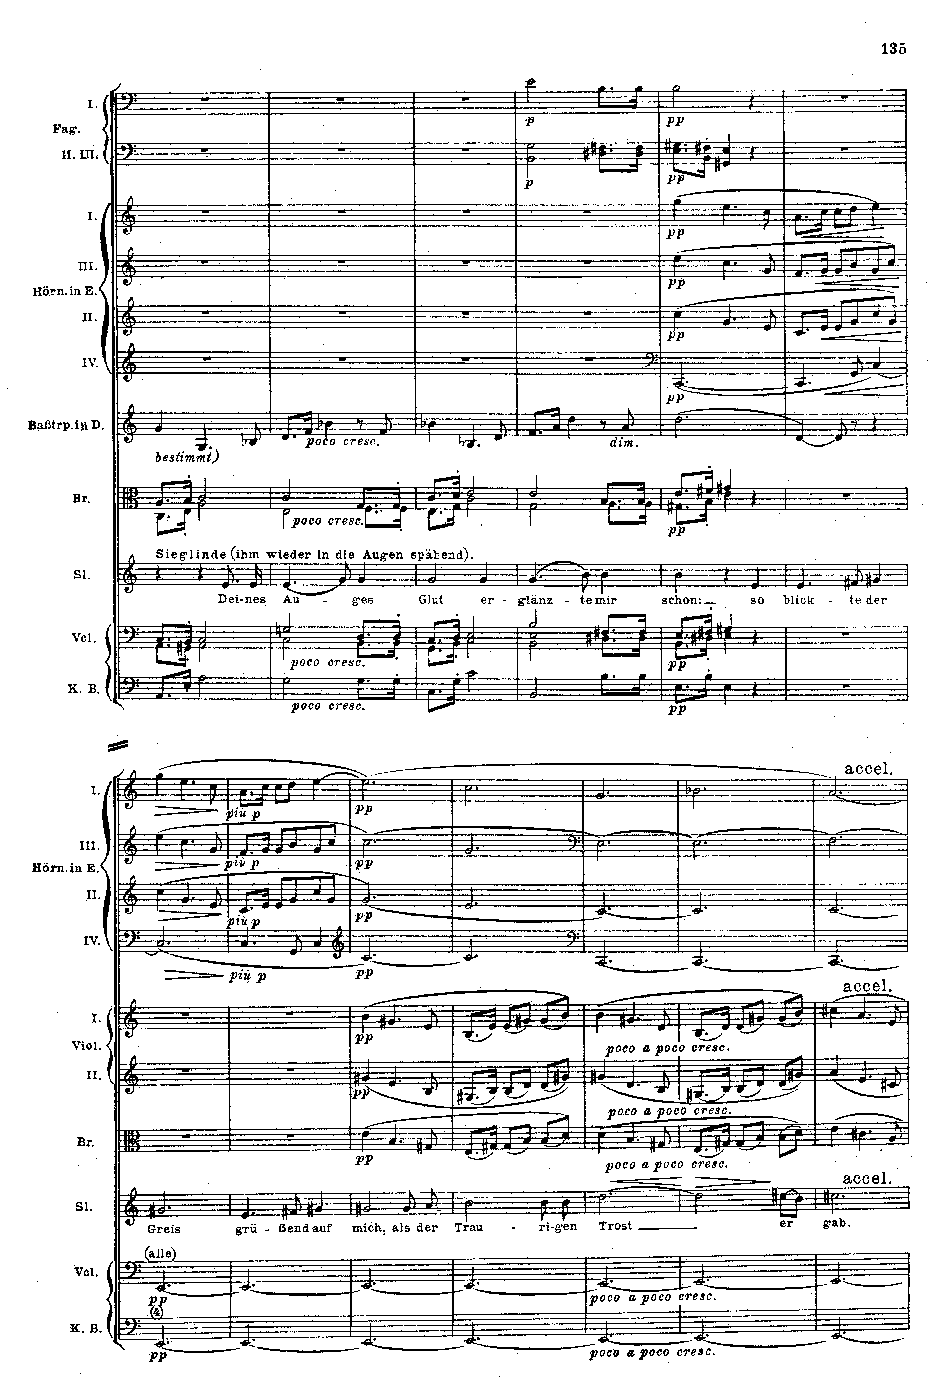 135
I.
Fag.
II. III.
p
pp
p
pp
I.
pp
III.
pp
Hörn. in E.
II.
pp
IV.
pp
Baßtrp. in D.
poco cresc.
dim.
bestimmt)
Br.
poco cresc.
pp
Sieglinde (ihm wieder in die Augen spähend).
Sl.
Dei-nes Au - ges Glut er - glänz - te mir schon: so blick - te der
Vcl.
poco cresc.
pp
K. B.
poco cresc.
pp
accel.
I.
più p
pp
III.
più p
pp
Hörn. in E.
II.
più p
pp
IV.
più p
pp
accel.
I.
pp
poco a poco cresc.
Viol.
II.
pp
poco a poco cresc.
Br.
pp
poco a poco cresc.
accel.
Sl.
Greis grü - ßend auf mich, als der Trau - ri-gen Trost er gab.
(alle)
Vcl.
pp
poco a poco cresc.
(4)
K. B.
pp
poco a poco cresc.